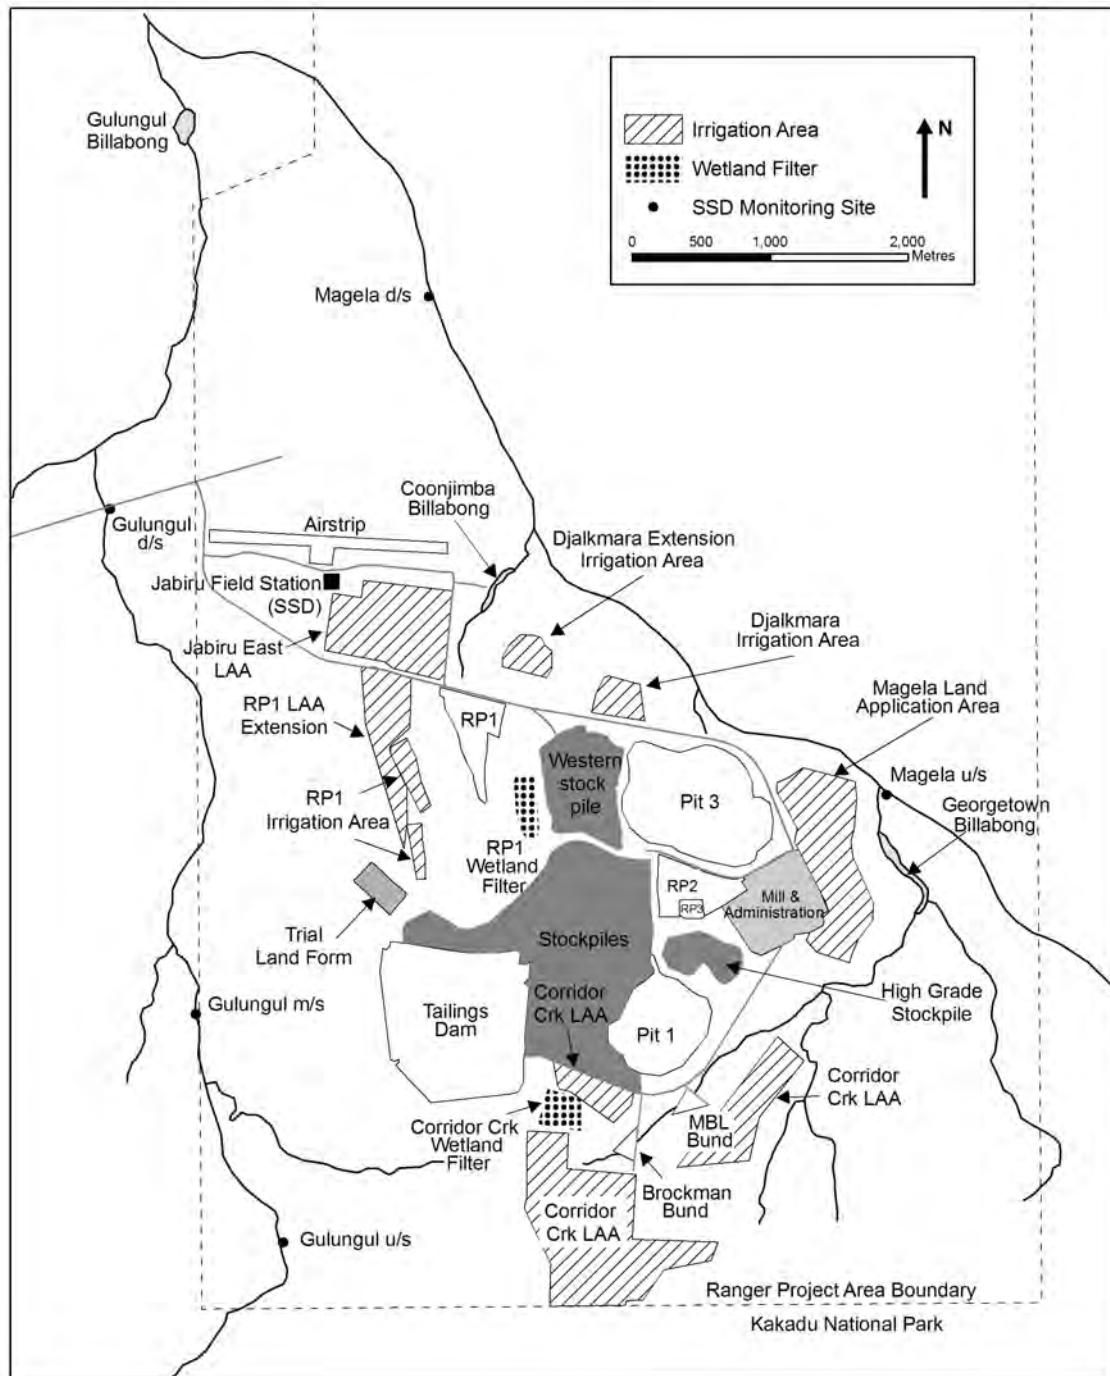 Gulungul
Billabong
Irrigation Area
Wetland Filter
SSD Monitoring Site
N
0 500 1,000 2,000
Metres
Magela d/s
Coonjimba
Billabong
Gulungul
d/s
Airstrip
Djalkmara Extension
Irrigation Area
Jabiru Field Station
(SSD)
Djalkmara
Irrigation Area
Jabiru East
LAA
RP1 LAA
Extension
RP1
Magela Land
Application Area
Western
stock
pile
Pit 3
Magela u/s
Georgetown
Billabong
RP1
Irrigation Area
RP1
Wetland
Filter
RP2
RP3
Mill &
Administration
Trial
Land Form
Stockpiles
High Grade
Stockpile
Gulungul m/s
Tailings
Dam
Corridor
Crk LAA
Pit 1
Corridor
Crk LAA
Corridor Crk
Wetland
Filter
MBL
Bund
Brockman
Bund
Corridor
Crk LAA
Gulungul u/s
Ranger Project Area Boundary
Kakadu National Park